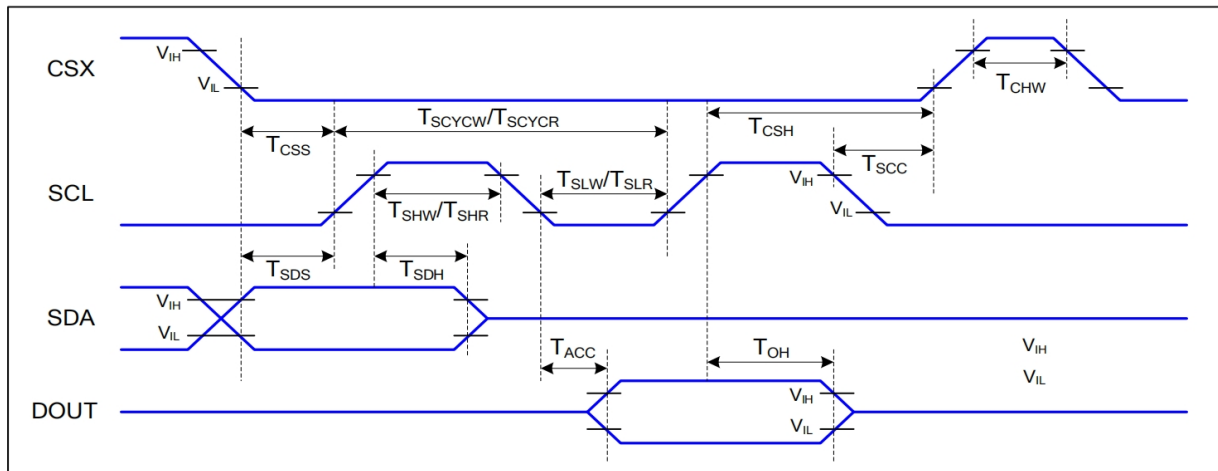 CSX
VIH
VIL
TCHW
TSCYCW/TSCYCR
TCSH
TCSS
TSCC
SCL
TSLW/TSLR
VIH
VIL
TSHW/TSHR
TSDS
TSDH
SDA
VIH
VIL
TACC
TOH
VIH
VIL
DOUT
VIH
VIL